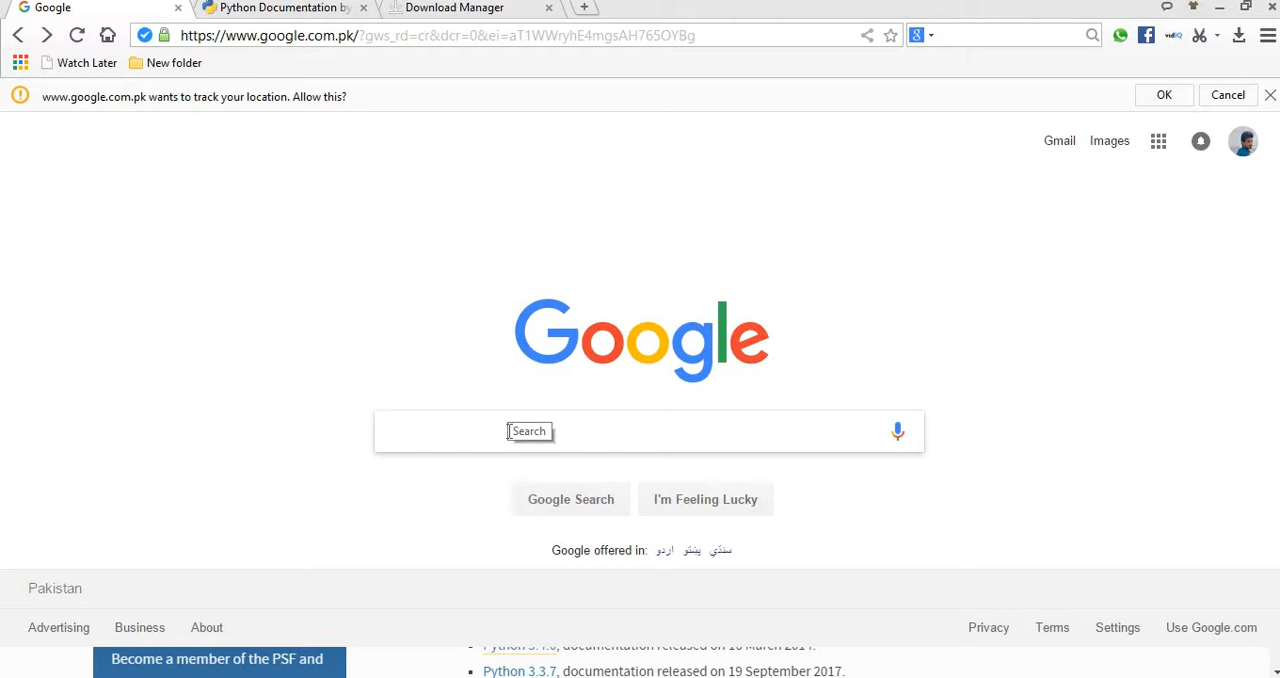 Google
Python Documentation by
Download Manager
https://www.google.com.pk/?gws_rd=cr&dcr=0&ei=aT1WWryhE4mgsAH765OYBg
8
vidIQ
Watch Later
New folder
www.google.com.pk wants to track your location. Allow this?
OK
Cancel
Gmail
Images
Google
Search
Google Search
I'm Feeling Lucky
Google offered in: اردو پښتو سنڌي
Pakistan
Advertising
Business
About
Privacy
Terms
Settings
Use Google.com
Become a member of the PSF and
Python 3.3.7, documentation released on 19 September 2017.